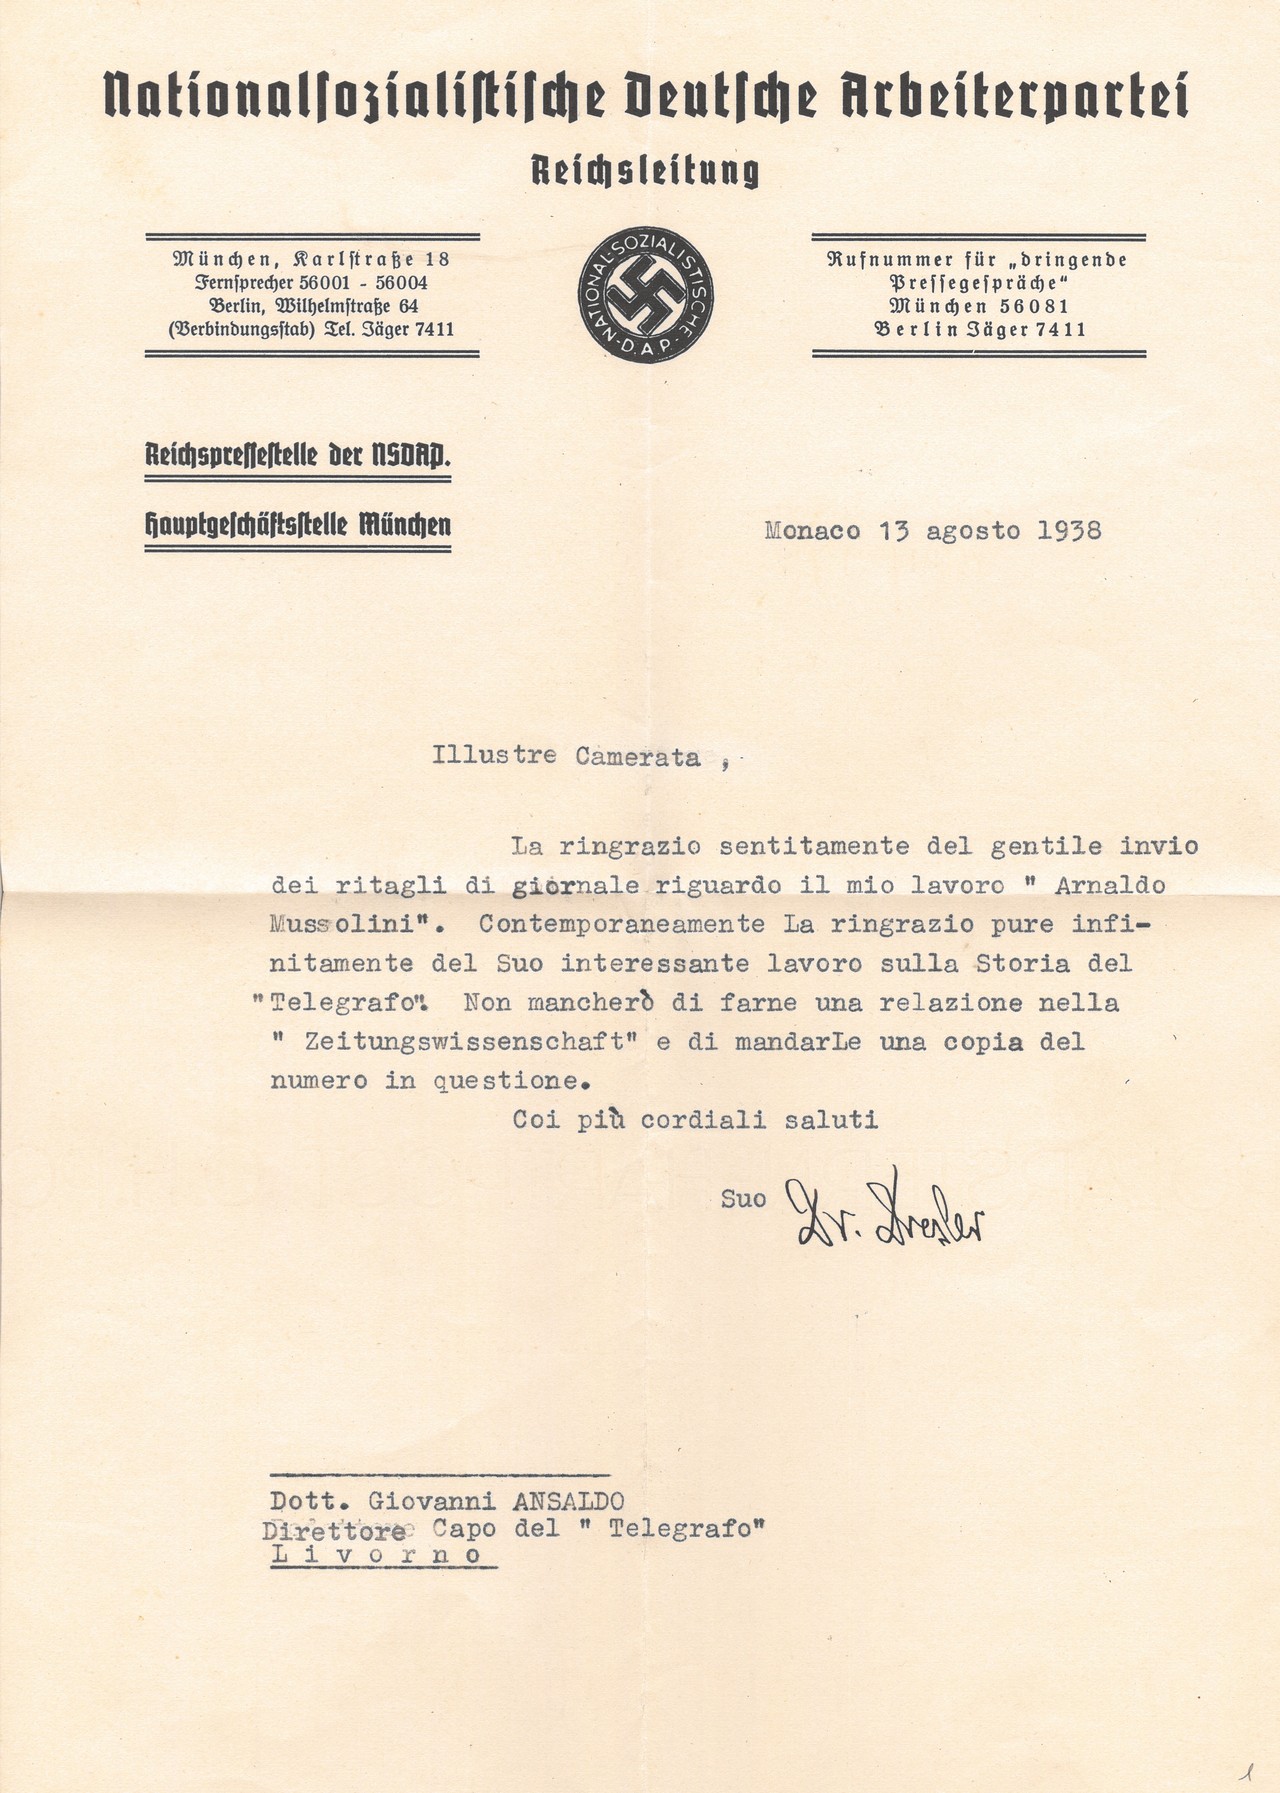 Nationalsozialistische Deutsche Arbeiterpartei
Reichsleitung
München, Karlstraße 18
Fernsprecher 56001 - 56004
Berlin, Wilhelmstraße 64
(Verbindungsstab) Tel. Jäger 7411
NATIONAL-SOZIALISTISCHE-D.A.P.
Rufnummer für „dringende
Pressegespräche“
München 56081
Berlin Jäger 7411
Reichspressestelle der NSDAP.
Hauptgeschäftsstelle München
Monaco 13 agosto 1938
Illustre Camerata ,
La ringrazio sentitamente del gentile invio
dei ritagli di giornale riguardo il mio lavoro " Arnaldo
Mussolini". Contemporaneamente La ringrazio pure infi-
nitamente del Suo interessante lavoro sulla Storia del
"Telegrafo". Non mancherò di farne una relazione nella
" Zeitungswissenschaft" e di mandarLe una copia del
numero in questione.
Coi più cordiali saluti
Suo Dr. Dresler
Dott. Giovanni ANSALDO
Direttore Capo del " Telegrafo"
L i v o r n o
1